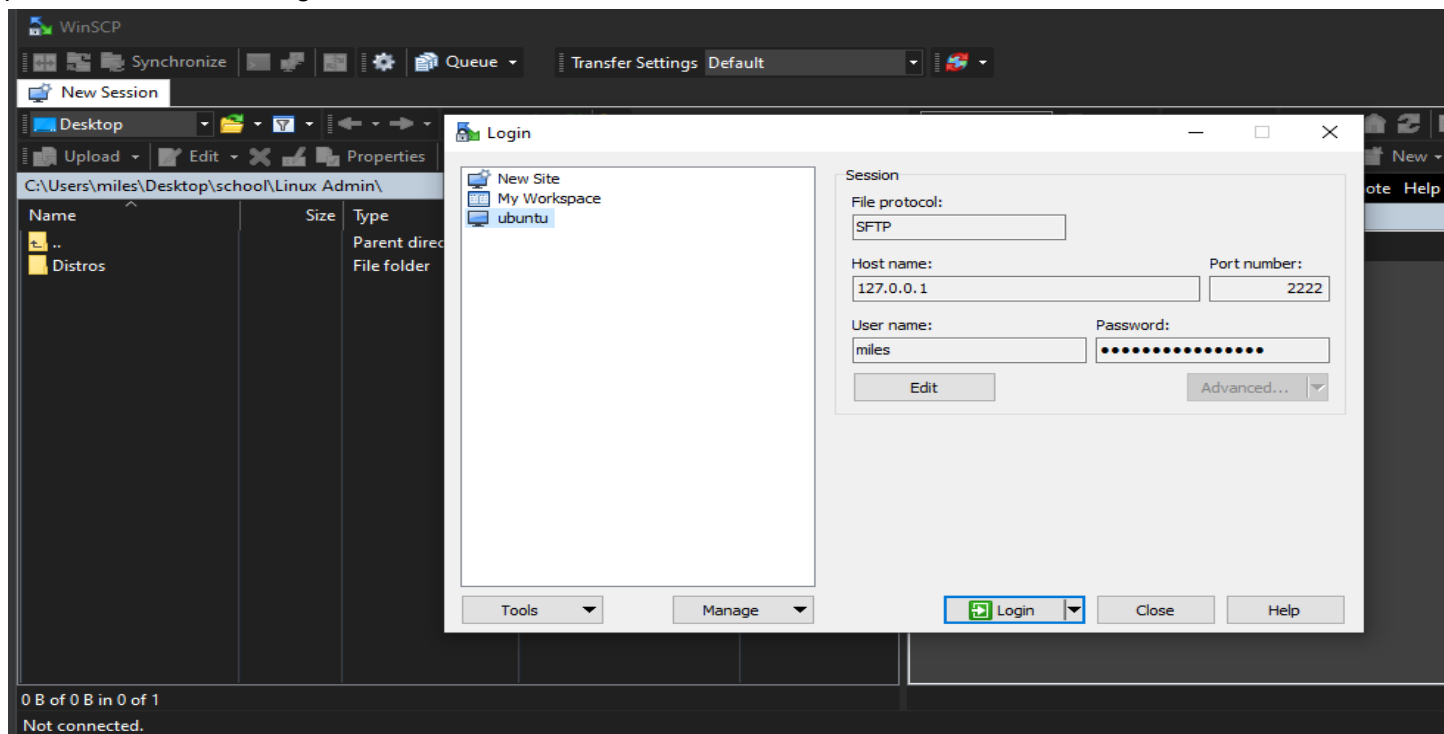 WinSCP
Synchronize Queue Transfer Settings Default
New Session
Desktop
Upload Edit Properties New
C:\Users\miles\Desktop\school\Linux Admin\
ote Help
Name Size Type
.. Parent direc
Distros File folder
Login
New Site
My Workspace
ubuntu
Session
File protocol:
SFTP
Host name: Port number:
127.0.0.1 2222
User name: Password:
miles ●●●●●●●●●●●●●●●●
Edit Advanced...
Tools Manage Login Close Help
0 B of 0 B in 0 of 1
Not connected.